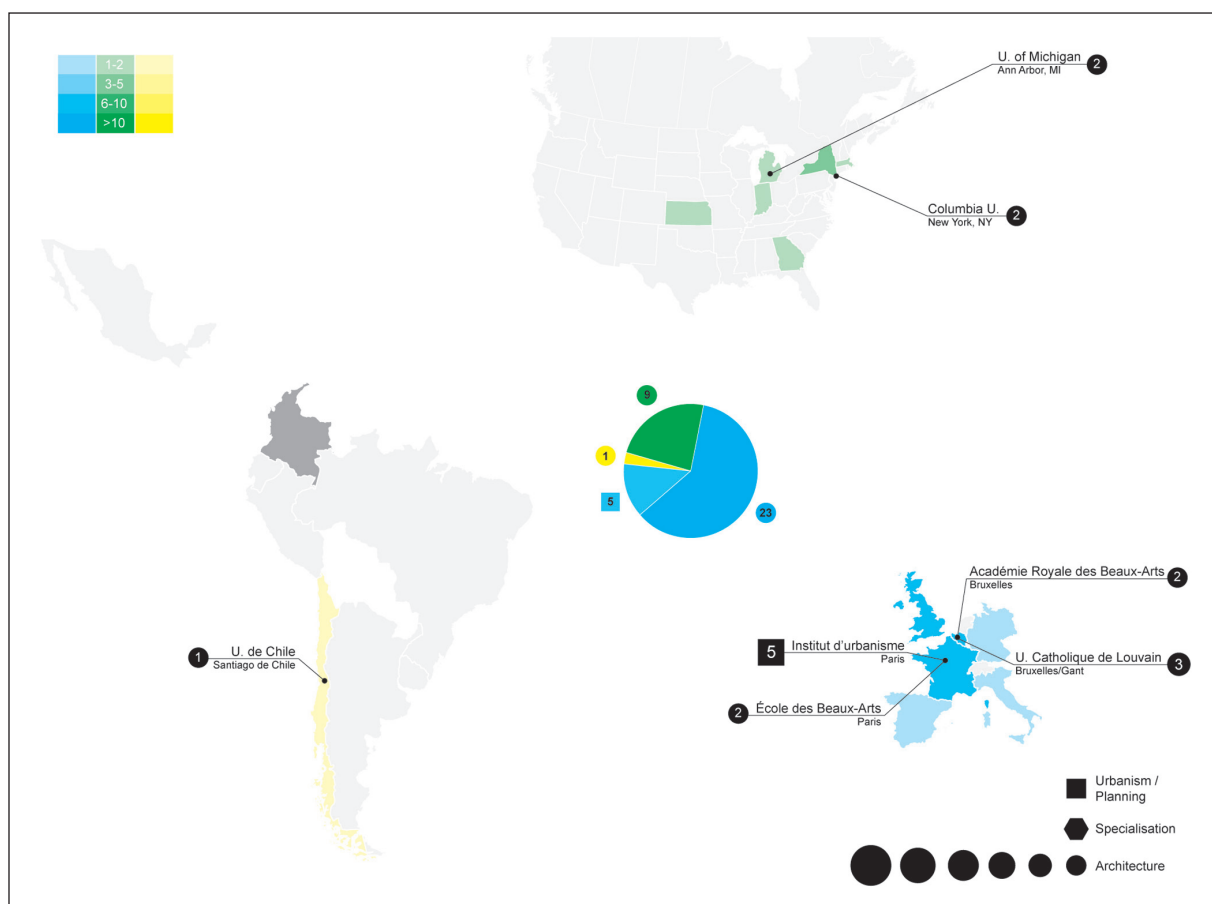 1-2
3-5
6-10
>10
U. of Michigan
Ann Arbor, MI
2
Columbia U.
New York, NY
2
9
1
5
23
Académie Royale des Beaux-Arts
Bruxelles
2
5
Institut d'urbanisme
Paris
U. Catholique de Louvain
Bruxelles/Gant
3
1
U. de Chile
Santiago de Chile
2
École des Beaux-Arts
Paris
Urbanism /
Planning
Specialisation
Architecture